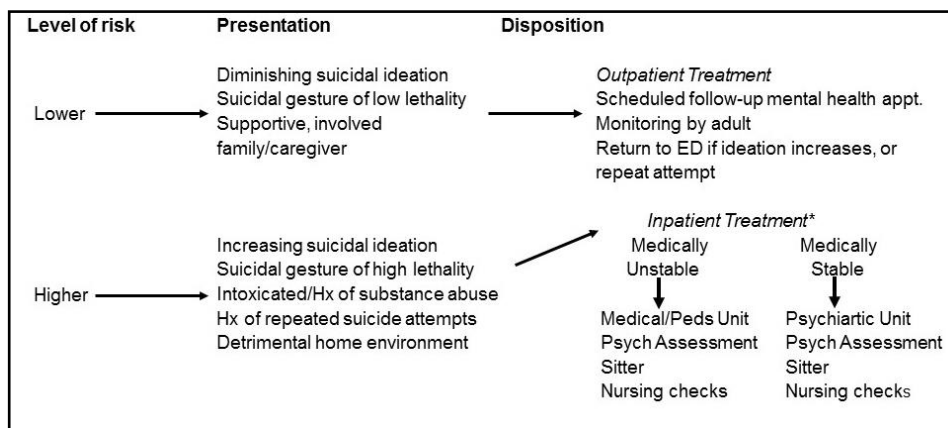 Level of risk Presentation Disposition
Lower
Diminishing suicidal ideation
Suicidal gesture of low lethality
Supportive, involved
family/caregiver
Outpatient Treatment
Scheduled follow-up mental health appt.
Monitoring by adult
Return to ED if ideation increases, or
repeat attempt
Higher
Increasing suicidal ideation
Suicidal gesture of high lethality
Intoxicated/Hx of substance abuse
Hx of repeated suicide attempts
Detrimental home environment
Inpatient Treatment*
Medically
Unstable
Medical/Peds Unit
Psych Assessment
Sitter
Nursing checks
Medically
Stable
Psychiartic Unit
Psych Assessment
Sitter
Nursing checks